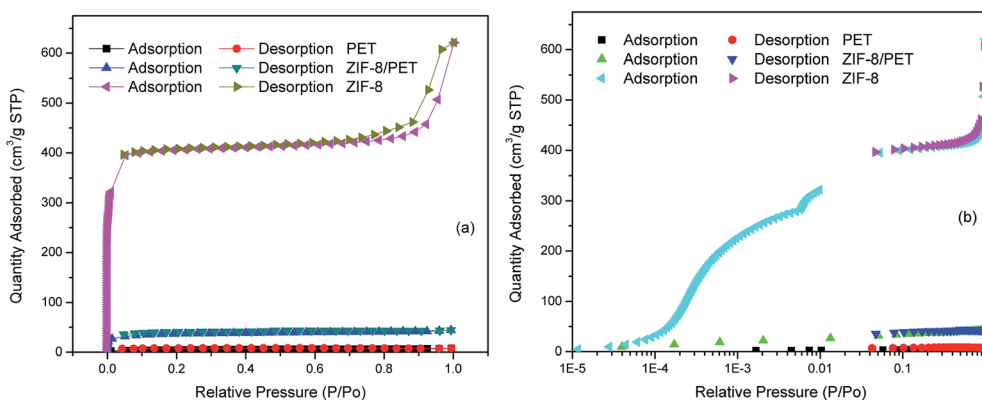 Adsorption Desorption PET
Adsorption Desorption ZIF-8/PET
Adsorption Desorption ZIF-8
Quantity Adsorbed (cm³/g STP)
600
500
400
300
200
100
0
0.0 0.2 0.4 0.6 0.8 1.0
Relative Pressure (P/Po)
(a)
Adsorption Desorption PET
Adsorption Desorption ZIF-8/PET
Adsorption Desorption ZIF-8
Quantity Adsorbed (cm³/g STP)
600
500
400
300
200
100
0
1E-5 1E-4 1E-3 0.01 0.1
Relative Pressure (P/Po)
(b)